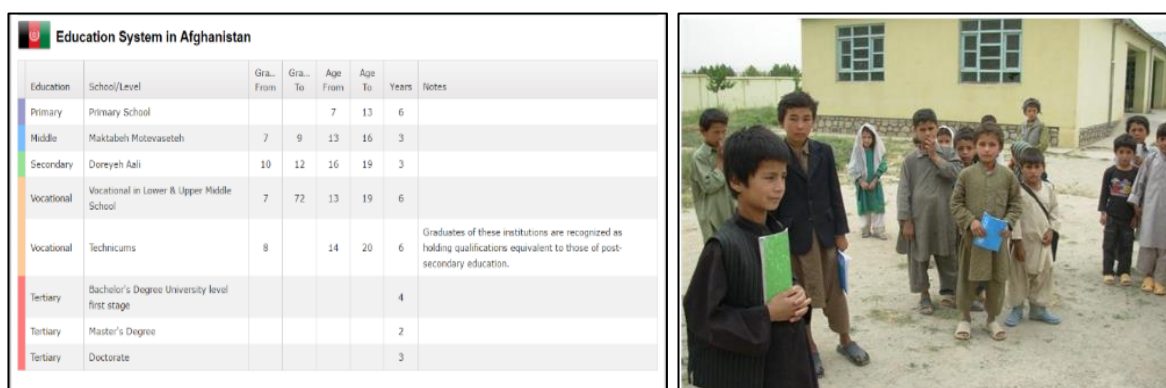 Education System in Afghanistan
Education School/Level Gra.. From Gra.. To Age From Age To Years Notes
Primary Primary School 7 13 6
Middle Maktabeh Motevaseteh 7 9 13 16 3
Secondary Doreyeh Aali 10 12 16 19 3
Vocational Vocational in Lower & Upper Middle School 7 72 13 19 6
Vocational Technicums 8 14 20 6 Graduates of these institutions are recognized as
holding qualifications equivalent to those of post-
secondary education.
Tertiary Bachelor's Degree University level first stage 4
Tertiary Master's Degree 2
Tertiary Doctorate 3